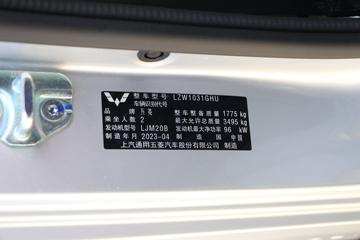 整车型号 LZW1031GHU
车辆识别代号
品牌 五菱 整车整备质量 1775 kg
乘坐人数 2 最大允许总质量 3495 kg
发动机型号 LJM20B 发动机最大净功率 96 kW
制造年月 2023-04 制造国 中国
上汽通用五菱汽车股份有限公司 制造